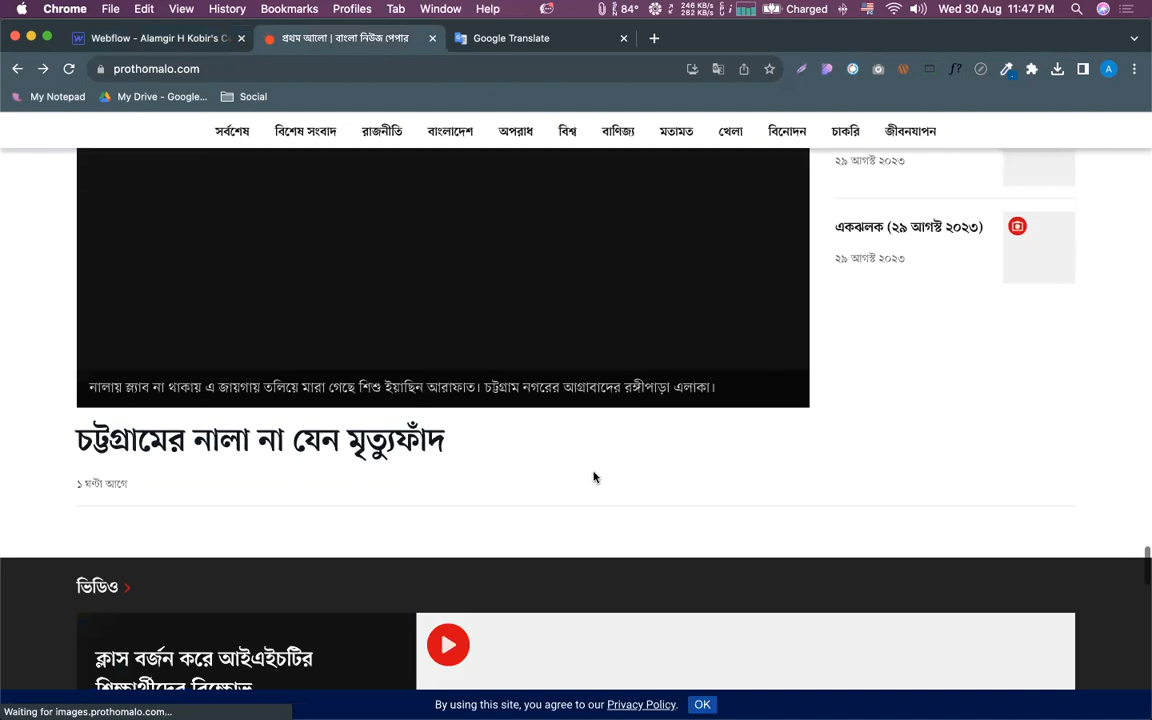 Chrome File Edit View History Bookmarks Profiles Tab Window Help 84° 246 KB/s 282 KB/s Charged Wed 30 Aug 11:47 PM
Webflow - Alamgir H Kobir's C
প্রথম আলো | বাংলা নিউজ পেপার
Google Translate
prothomalo.com
My Notepad My Drive - Google... Social
সর্বশেষ বিশেষ সংবাদ রাজনীতি বাংলাদেশ অপরাধ বিশ্ব বাণিজ্য মতামত খেলা বিনোদন চাকরি জীবনযাপন
২৯ আগস্ট ২০২৩
একঝলক (২৯ আগস্ট ২০২৩)
২৯ আগস্ট ২০২৩
নালায় স্ল্যাব না থাকায় এ জায়গায় তলিয়ে মারা গেছে শিশু ইয়াছিন আরাফাত। চট্টগ্রাম নগরের আগ্রাবাদের রঙ্গীপাড়া এলাকা।
চট্টগ্রামের নালা না যেন মৃত্যুফাঁদ
১ ঘণ্টা আগে
ভিডিও
ক্লাস বর্জন করে আইএইচটির
শিক্ষার্থীদের বিক্ষোভ
By using this site, you agree to our Privacy Policy. OK
Waiting for images.prothomalo.com...